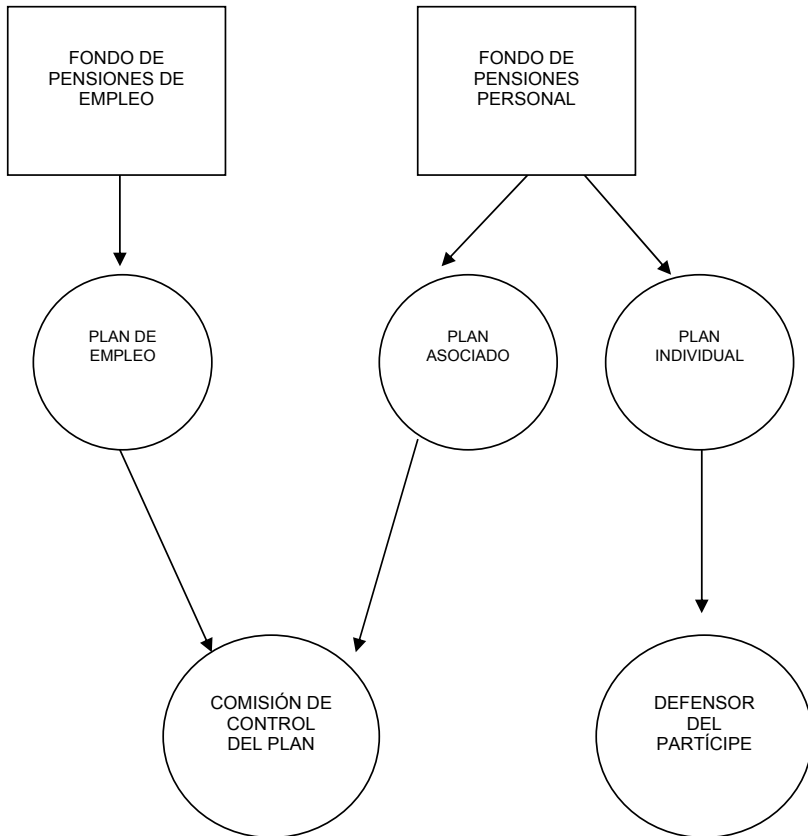 FONDO DE
PENSIONES DE
EMPLEO
FONDO DE
PENSIONES
PERSONAL
PLAN DE
EMPLEO
PLAN
ASOCIADO
PLAN
INDIVIDUAL
COMISIÓN DE
CONTROL
DEL PLAN
DEFENSOR
DEL
PARTÍCIPE